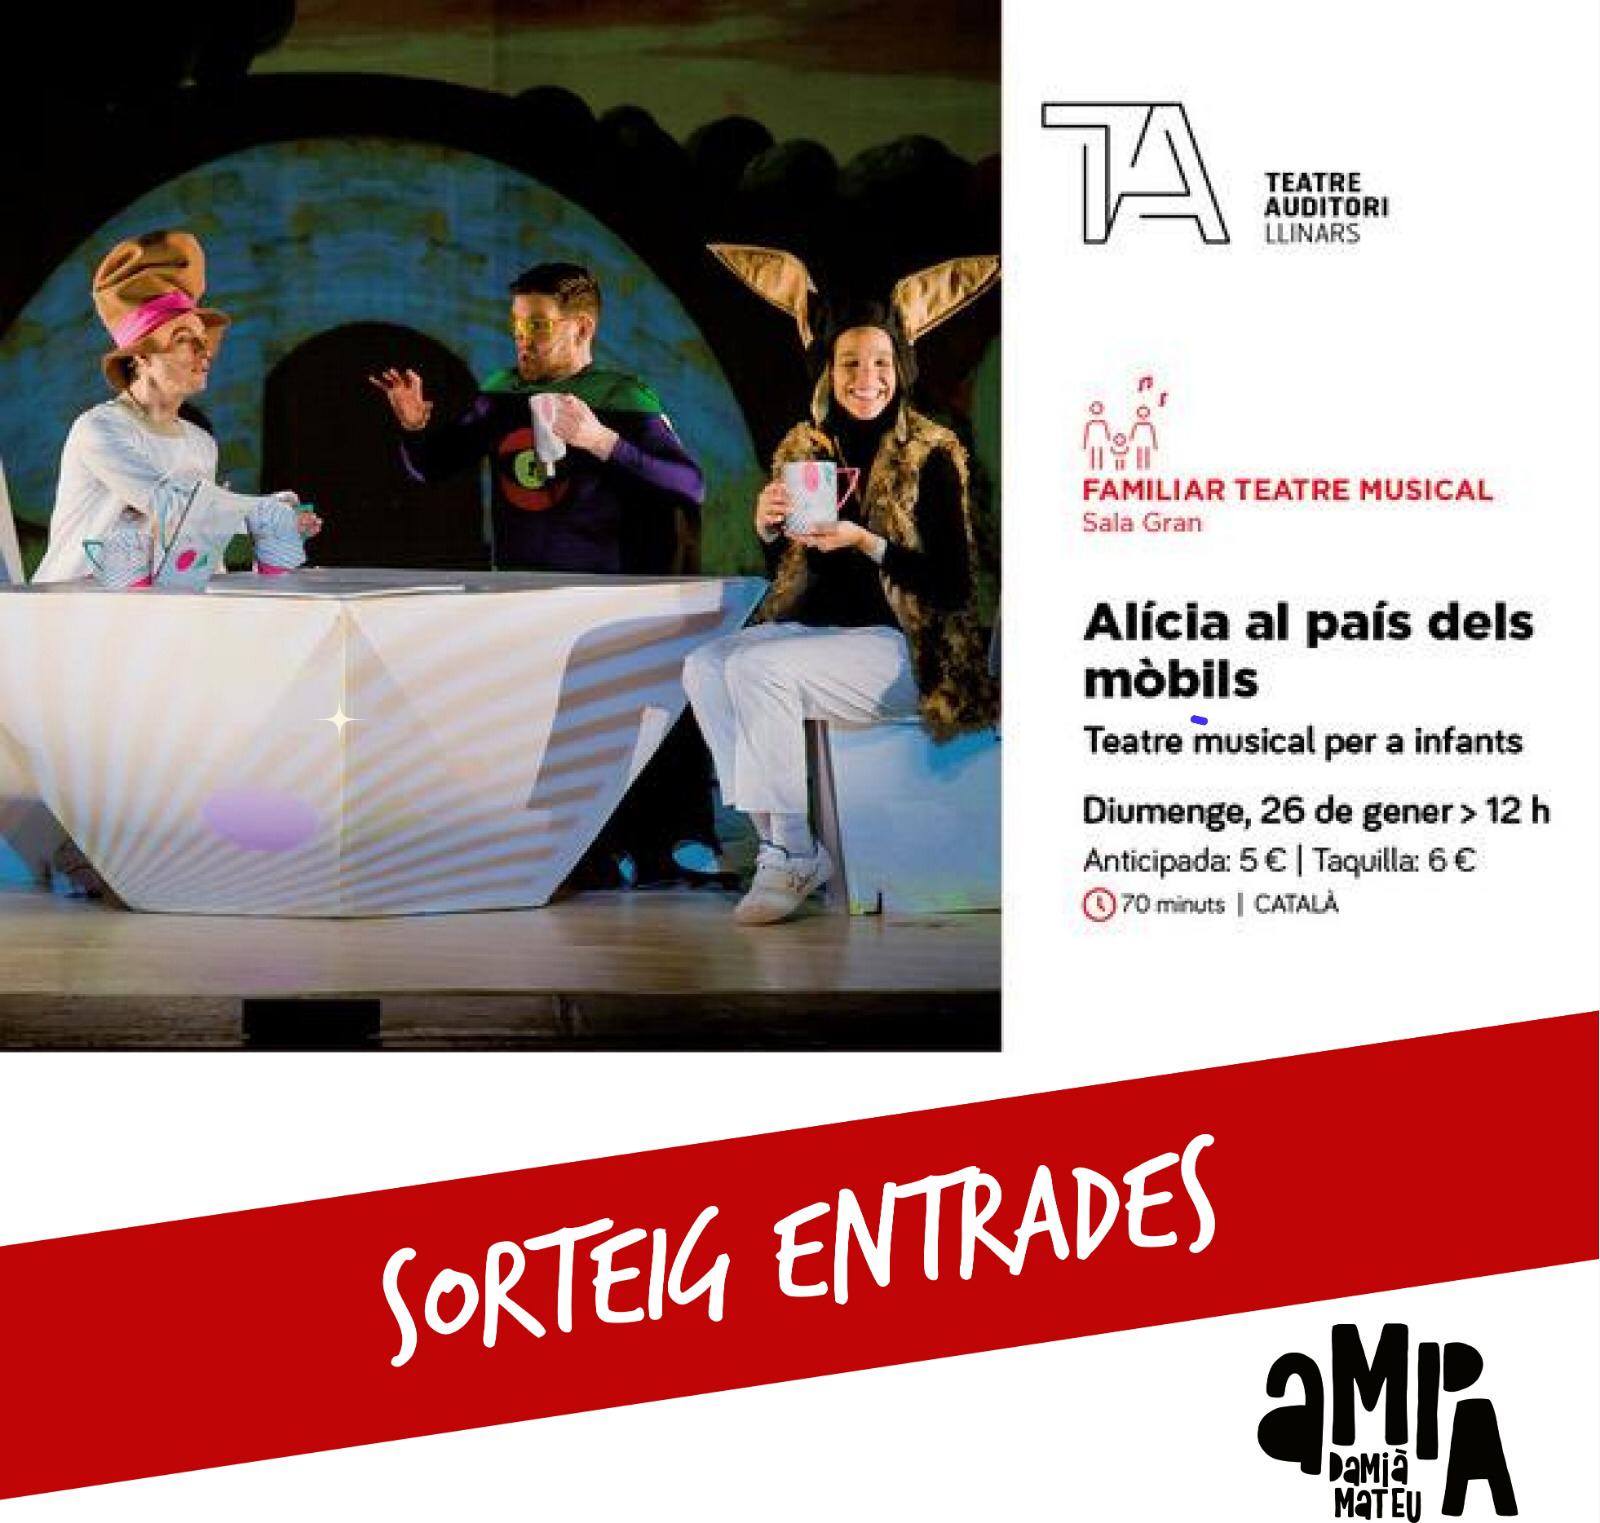 TEATRE
AUDITORI
LLINARS
FAMILIAR TEATRE MUSICAL
Sala Gran
Alícia al país dels
mòbils
Teatre musical per a infants
Diumenge, 26 de gener > 12 h
Anticipada: 5 € | Taquilla: 6 €
70 minuts | CATALÀ
SORTEIG ENTRADES
aMPA
DaMià
MaTEU